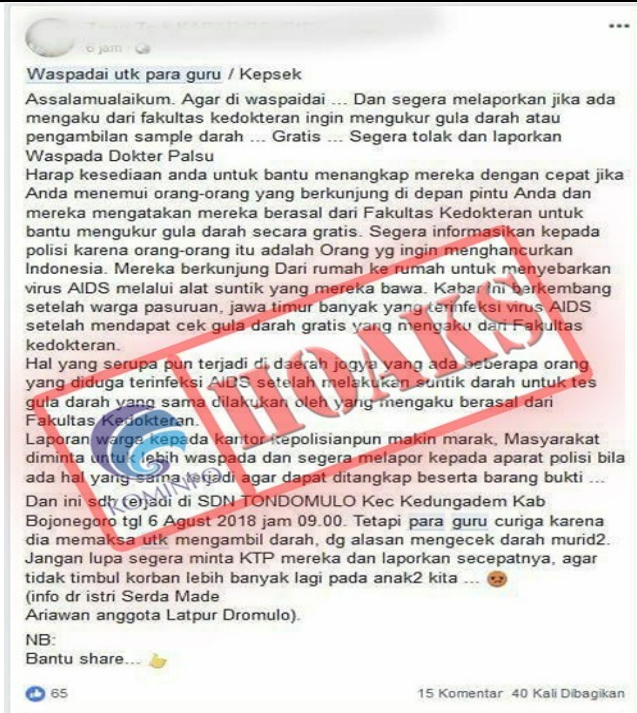 6 jam
Waspadai utk para guru / Kepsek
Assalamualaikum. Agar di waspaidai ... Dan segera melaporkan jika ada
mengaku dari fakultas kedokteran ingin mengukur gula darah atau
pengambilan sample darah ... Gratis ... Segera tolak dan laporkan
Waspada Dokter Palsu
Harap kesediaan anda untuk bantu menangkap mereka dengan cepat jika
Anda menemui orang-orang yang berkunjung di depan pintu Anda dan
mereka mengatakan mereka berasal dari Fakultas Kedokteran untuk
bantu mengukur gula darah secara gratis. Segera informasikan kepada
polisi karena orang-orang itu adalah Orang yg ingin menghancurkan
Indonesia. Mereka berkunjung Dari rumah ke rumah untuk menyebarkan
virus AIDS melalui alat suntik yang mereka bawa. Kabar ini berkembang
setelah warga pasuruan, jawa timur banyak yang terinfeksi virus AIDS
setelah mendapat cek gula darah gratis yang mengaku dari Fakultas
kedokteran.
Hal yang serupa pun terjadi di daerah jogya yang ada beberapa orang
yang diduga terinfeksi AIDS setelah melakukan suntik darah untuk tes
gula darah yang sama dilakukan oleh yang mengaku berasal dari
Fakultas Kedokteran.
Laporan warga kepada kantor kepolisianpun makin marak, Masyarakat
diminta untuk lebih waspada dan segera melapor kepada aparat polisi bila
ada hal yang sama terjadi agar dapat ditangkap beserta barang bukti ...
Dan ini sdh terjadi di SDN TONDOMULO Kec Kedungadem Kab
Bojonegoro tgl 6 Agust 2018 jam 09.00. Tetapi para guru curiga karena
dia memaksa utk mengambil darah, dg alasan mengecek darah murid2.
Jangan lupa segera minta KTP mereka dan laporkan secepatnya, agar
tidak timbul korban lebih banyak lagi pada anak2 kita ... 😡
(info dr istri Serda Made
Ariawan anggota Latpur Dromulo).
NB:
Bantu share... 👍
65
15 Komentar 40 Kali Dibagikan
HOAKS
KOMINFO